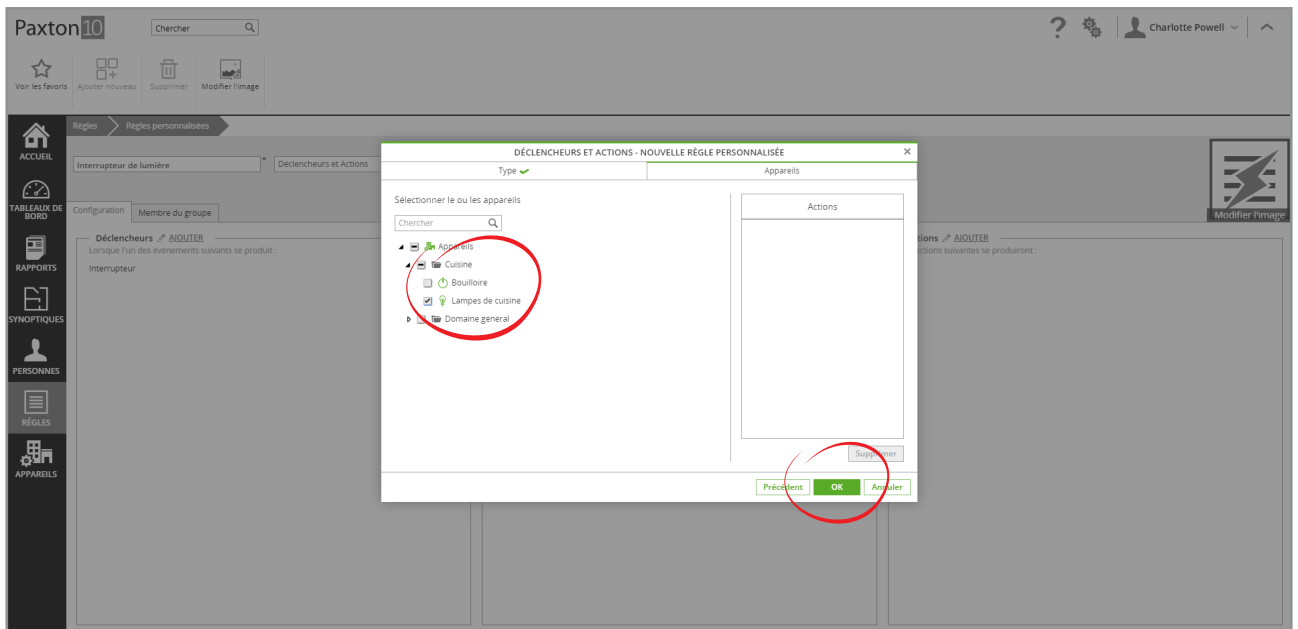 Paxton 10
Chercher
Charlotte Powell
Voir les favoris
Ajouter nouveau
Supprimer
Modifier l'image
ACCUEIL
TABLEAUX DE BORD
RAPPORTS
SYNOPTIQUES
PERSONNES
RÈGLES
APPAREILS
Règles
Règles personnalisées
Interrupteur de lumière
*
Déclencheurs et Actions
Modifier l'image
Configuration
Membre du groupe
Déclencheurs AJOUTER
Lorsque l'un des évènements suivants se produit :
Interrupteur
tions AJOUTER
ctions suivantes se produiront :
DÉCLENCHEURS ET ACTIONS - NOUVELLE RÈGLE PERSONNALISÉE
Type
Appareils
Sélectionner le ou les appareils
Chercher
Appareils
Cuisine
Bouilloire
Lampes de cuisine
Domaine général
Actions
Supprimer
Précédent
OK
Annuler